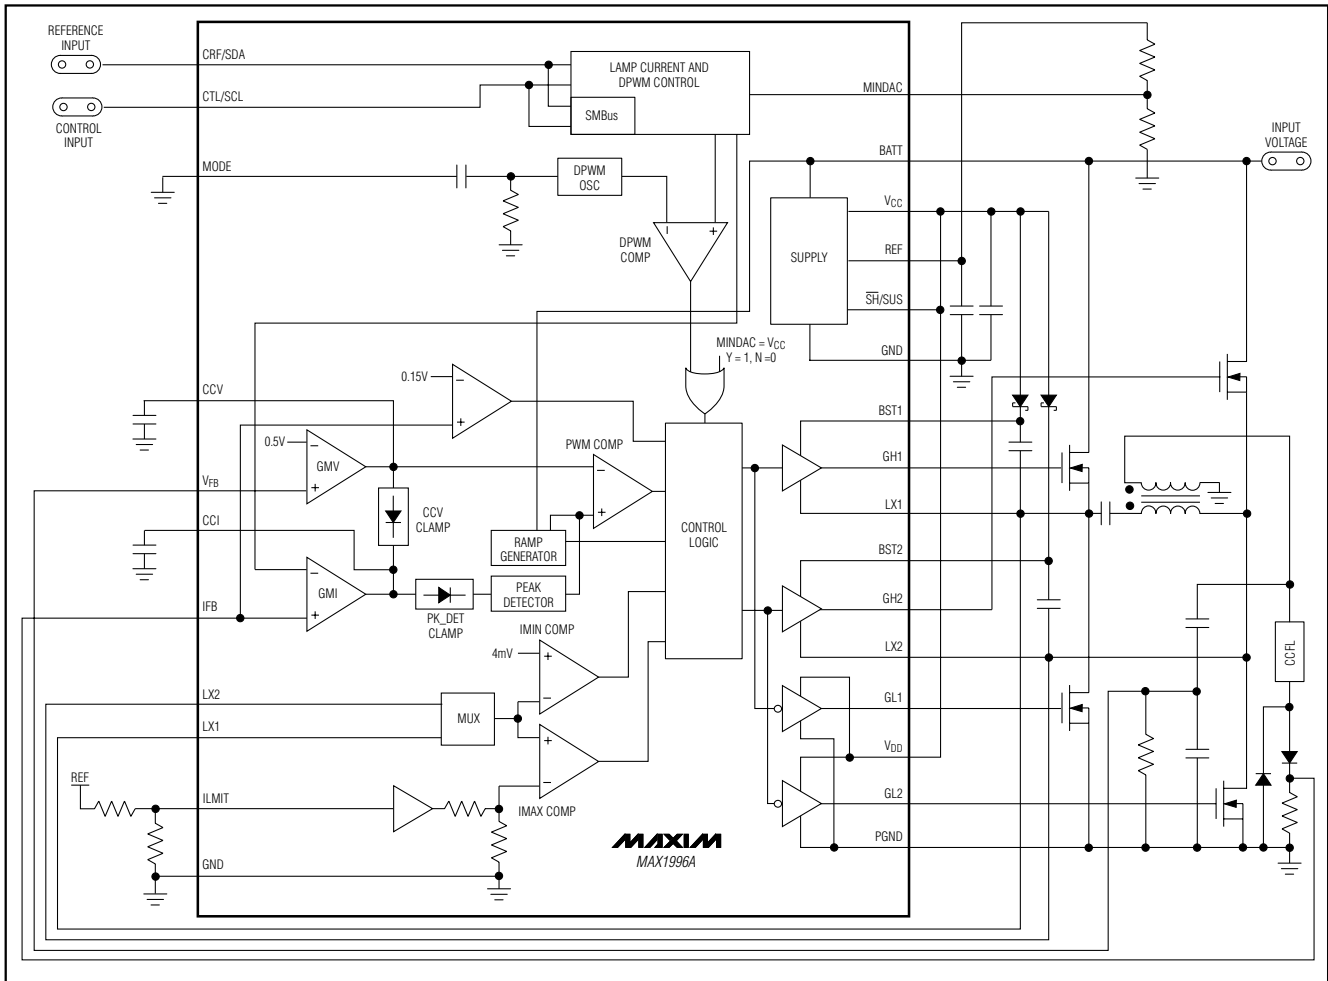 REFERENCE
INPUT
CRF/SDA
LAMP CURRENT AND
DPWM CONTROL
SMBus
MINDAC
CTL/SCL
CONTROL
INPUT
INPUT
VOLTAGE
MODE
DPWM
OSC
BATT
DPWM
COMP
− +
SUPPLY
VCC
REF
SH/SUS
GND
MINDAC = VCC
Y = 1, N =0
0.15V
−
+
CCV
0.5V
−
GMV
+
VFB
CCV
CLAMP
PWM COMP
−
+
CCI
RAMP
GENERATOR
CONTROL
LOGIC
−
GMI
+
IFB
PK_DET
CLAMP
PEAK
DETECTOR
IMIN COMP
4mV
+
−
LX2
LX1
MUX
+
−
IMAX COMP
REF
ILMIT
GND
BST1
GH1
LX1
BST2
GH2
LX2
GL1
VDD
GL2
PGND
CCFL
MAXIM
MAX1996A